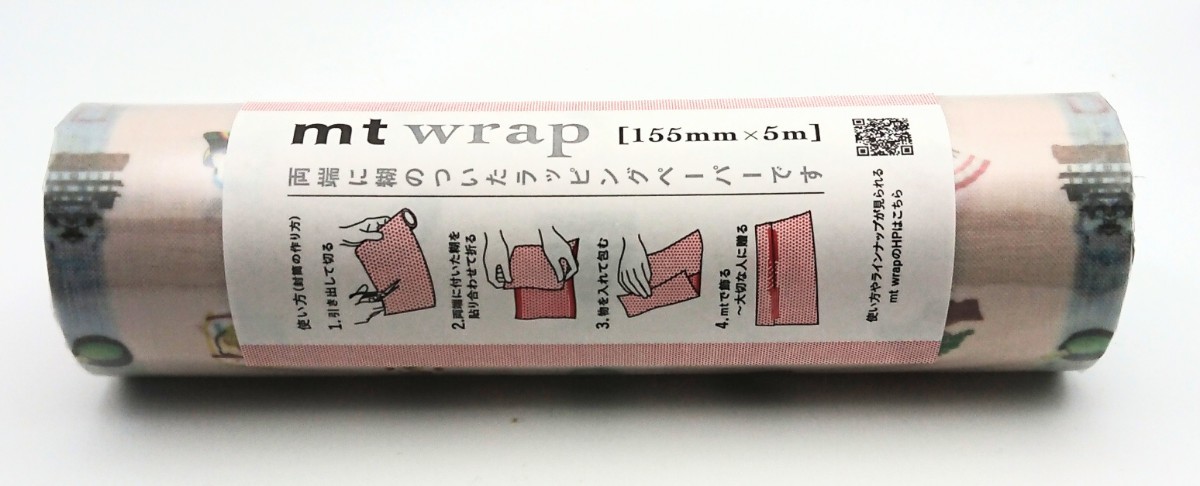 mt wrap [155mm×5m]
両端に糊のついたラッピングペーパーです
使い方(封筒の作り方)
1.引き出して切る
2.両端に付いた糊を
貼り合わせて折る
3.物を入れて包む
4.mtで飾る
～大切な人に贈る
使い方やラインナップが見られる
mt wrapのHPはこちら